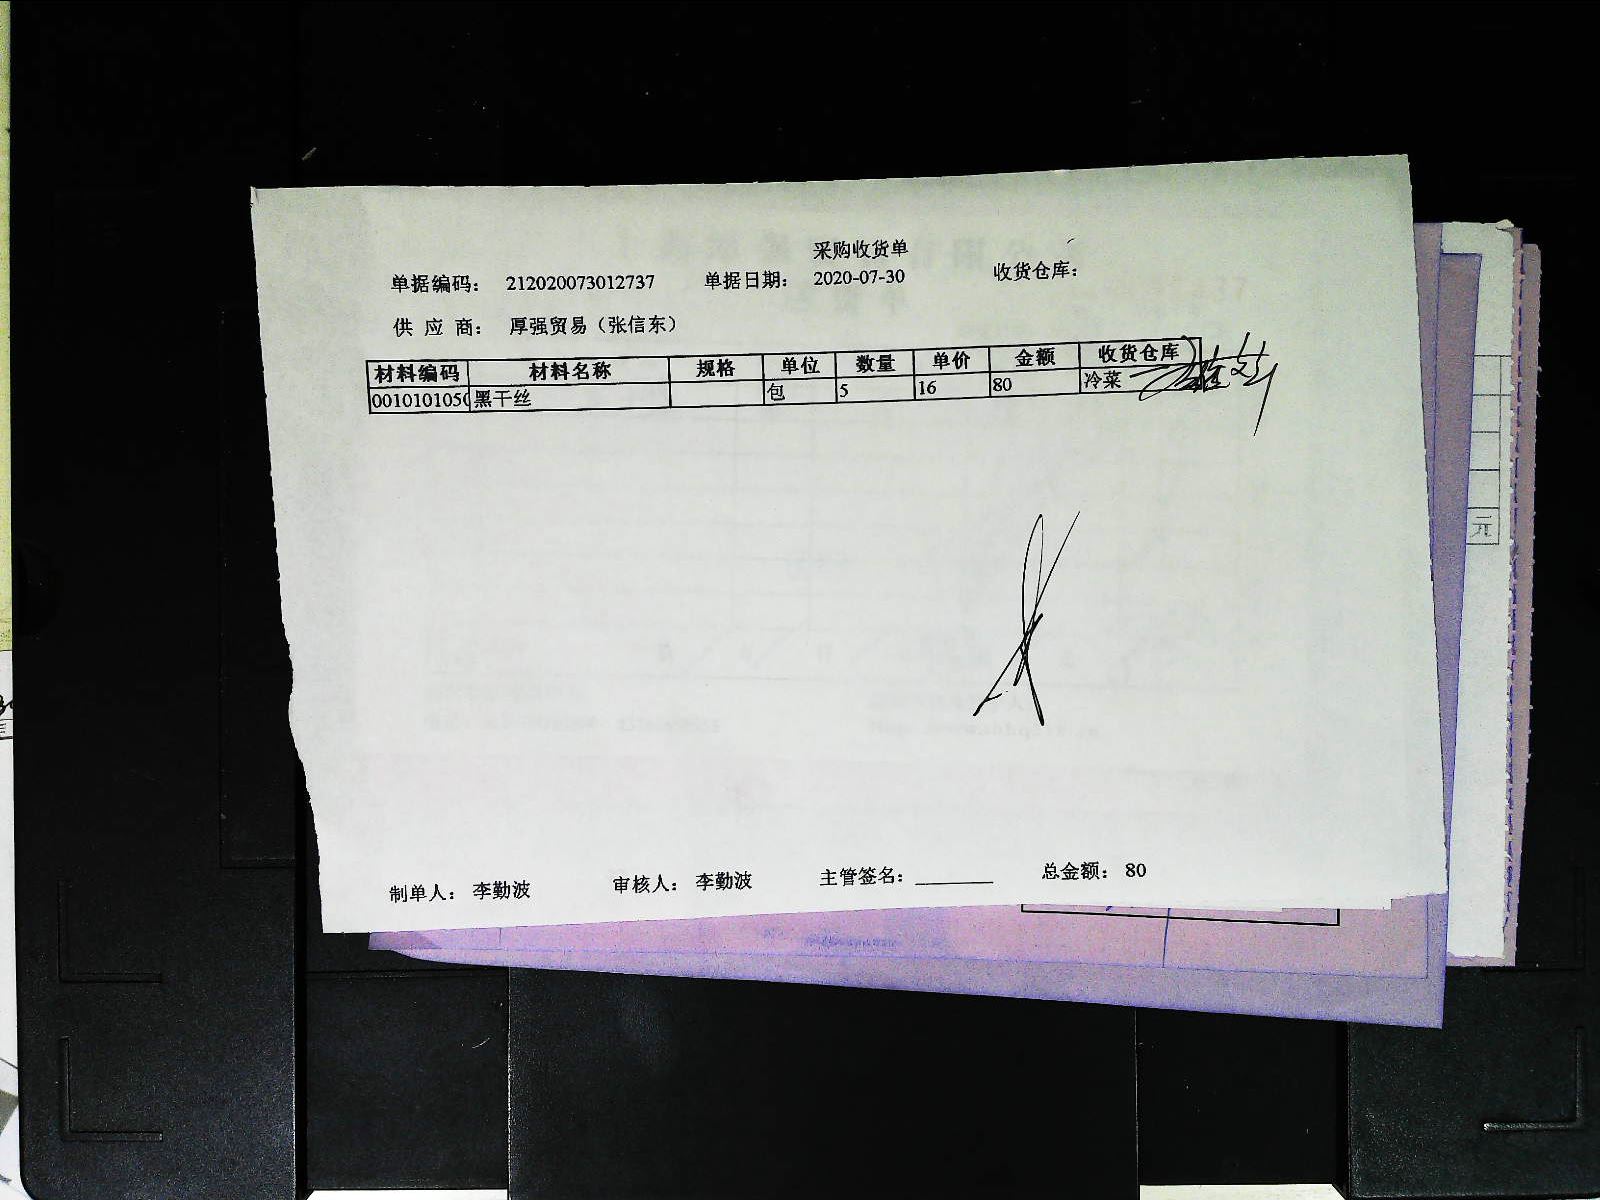 采购收货单
单据编码： 212020073012737 单据日期： 2020-07-30 收货仓库：
供 应 商： 厚强贸易（张信东）
材料编码 材料名称 规格 单位 数量 单价 金额 收货仓库
0010101050 黑干丝 包 5 16 80 冷菜
元
制单人： 李勤波 审核人： 李勤波 主管签名： ________ 总金额： 80